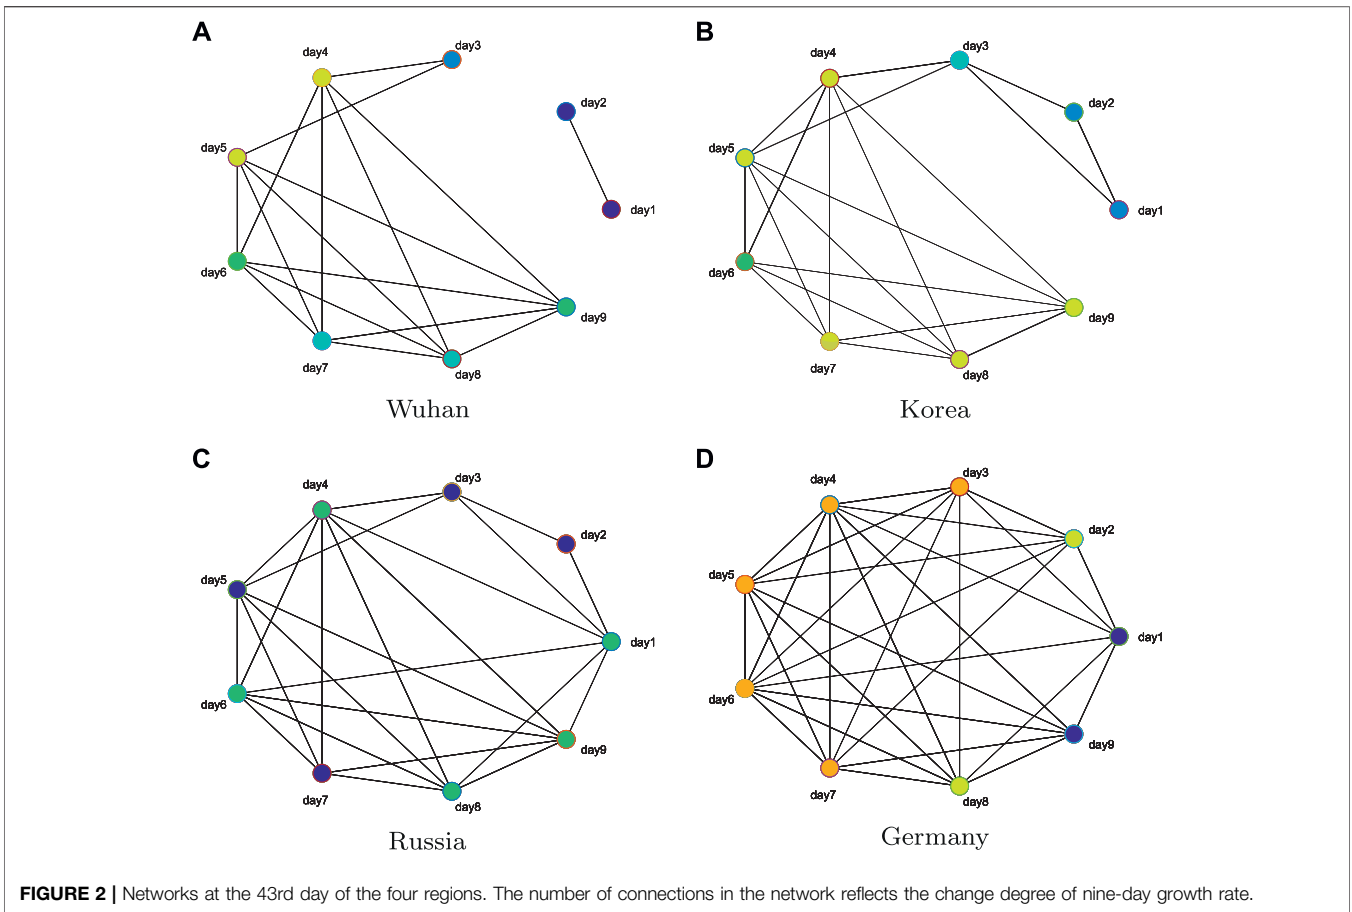 A
day4
day3
day2
day5
day1
day6
day9
day7
day8
Wuhan
B
day4
day3
day2
day5
day1
day6
day9
day7
day8
Korea
C
day4
day3
day2
day5
day1
day6
day9
day7
day8
Russia
D
day4
day3
day2
day5
day1
day6
day9
day7
day8
Germany
FIGURE 2 | Networks at the 43rd day of the four regions. The number of connections in the network reflects the change degree of nine-day growth rate.